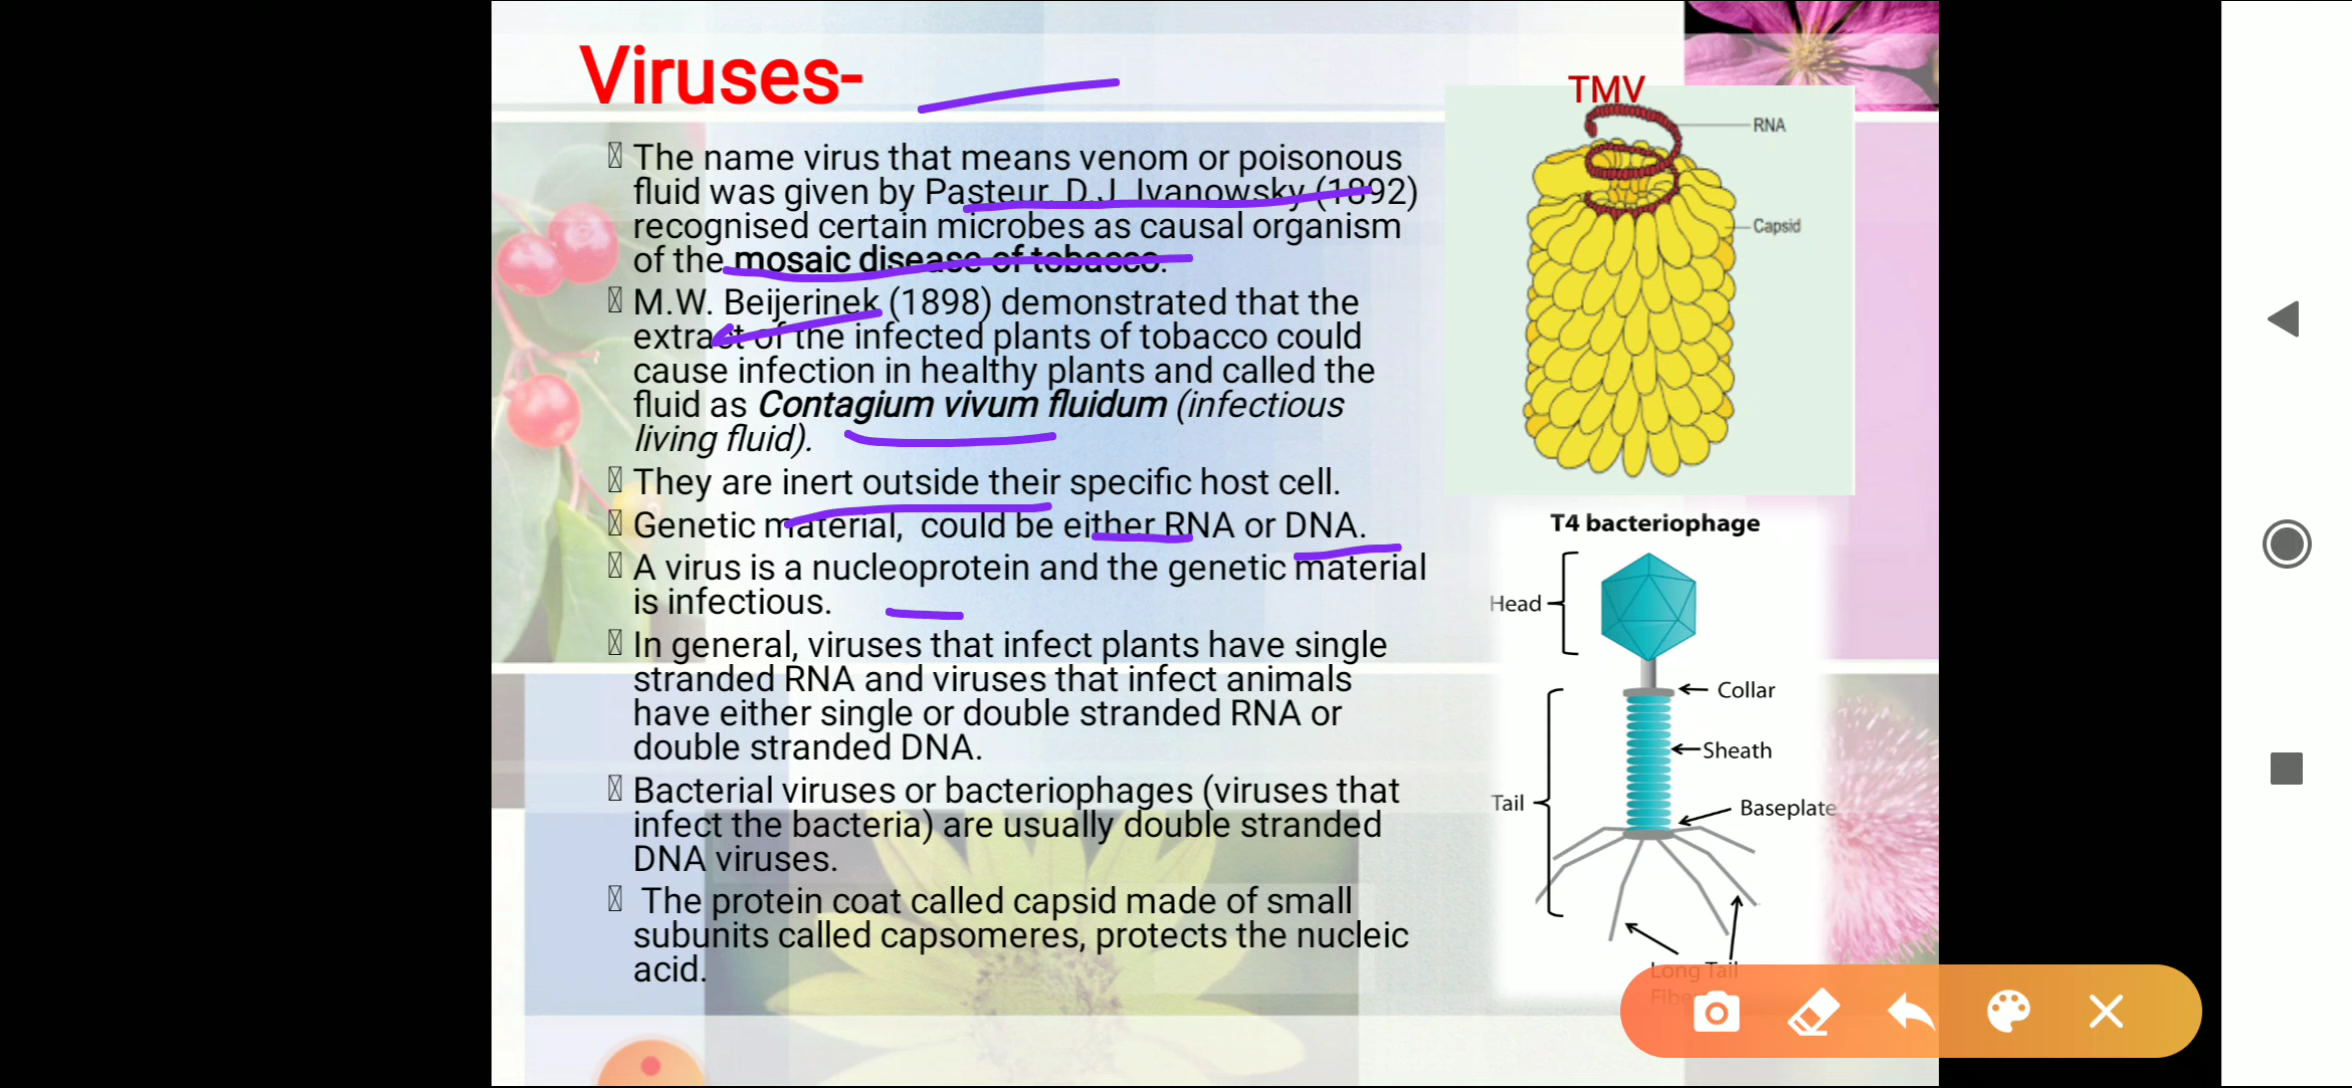 Viruses-
The name virus that means venom or poisonous
fluid was given by Pasteur. D.J. Ivanowsky (1892)
recognised certain microbes as causal organism
of the mosaic disease of tobacco.
M.W. Beijerinek (1898) demonstrated that the
extract of the infected plants of tobacco could
cause infection in healthy plants and called the
fluid as Contagium vivum fluidum (infectious
living fluid).
They are inert outside their specific host cell.
Genetic material, could be either RNA or DNA.
A virus is a nucleoprotein and the genetic material
is infectious.
In general, viruses that infect plants have single
stranded RNA and viruses that infect animals
have either single or double stranded RNA or
double stranded DNA.
Bacterial viruses or bacteriophages (viruses that
infect the bacteria) are usually double stranded
DNA viruses.
The protein coat called capsid made of small
subunits called capsomeres, protects the nucleic
acid.
TMV
RNA
Capsid
T4 bacteriophage
Head
Collar
Sheath
Tail
Baseplate
Long Tail